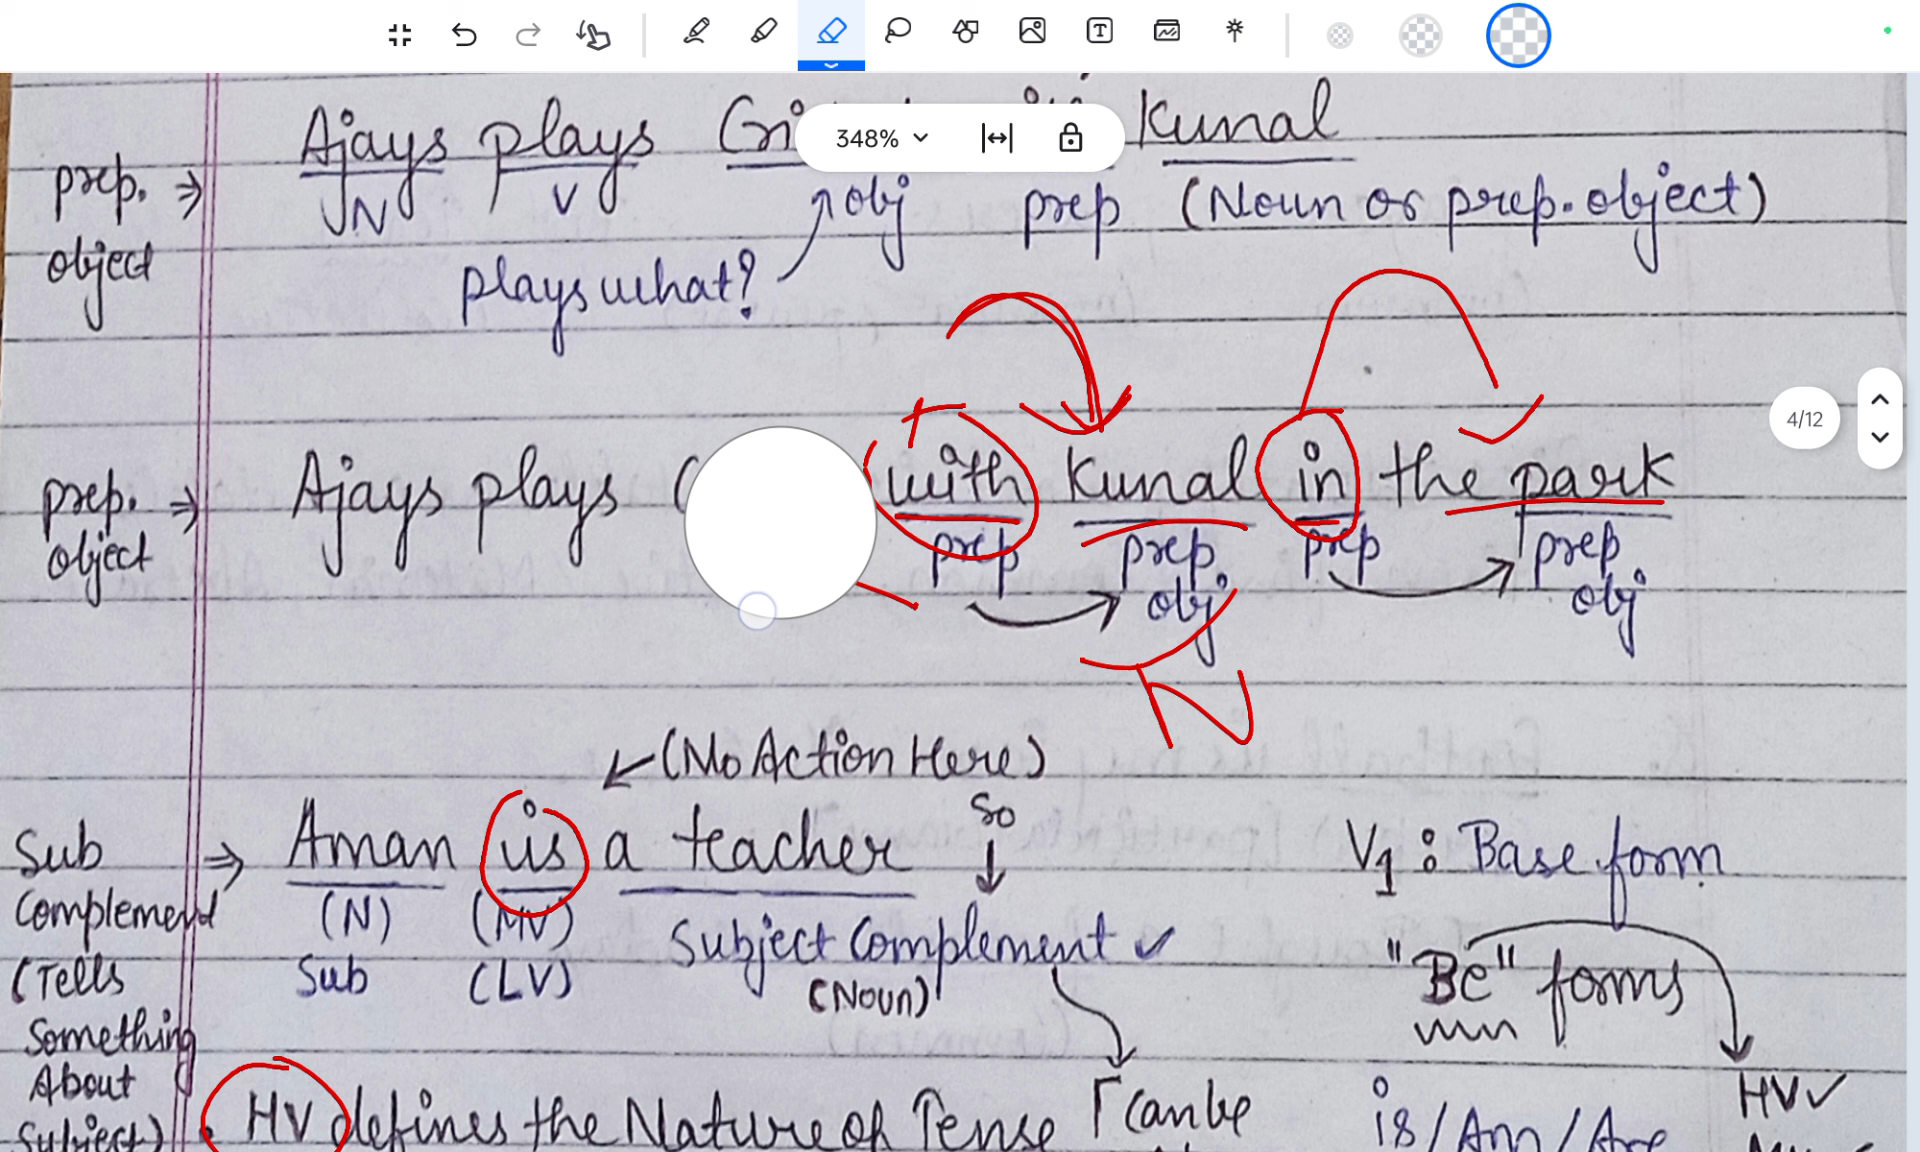 348%
Ajays plays Cri Kunal
prep. ⇒ N V ↗ obj prep (Noun or prep. object)
object
plays what?
4/12
prep. ⇒ Ajays plays ( with Kunal in the park
object prep prep. prep prep
obj obj
N
↙ (No Action Here)
Sub ⇒ Aman is a teacher So V1 : Base form
Complement (N) (MV) Subject Complement ✓ "Be" forms
(Tells Sub (LV) (Noun)
Something
About HV ✓
Subject) • HV defines the Nature of Tense (can be is/Am/Are